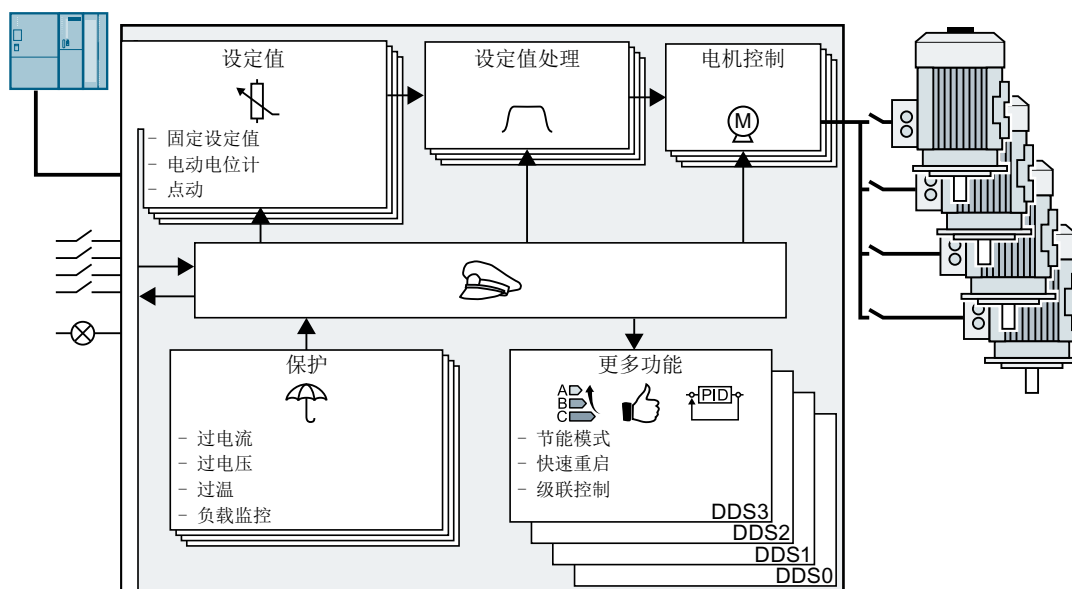 设定值
- 固定设定值
- 电动电位计
- 点动
设定值处理
电机控制
M
保护
- 过电流
- 过电压
- 过温
- 负载监控
更多功能
A
B
C
PID
- 节能模式
- 快速重启
- 级联控制
DDS3
DDS2
DDS1
DDS0